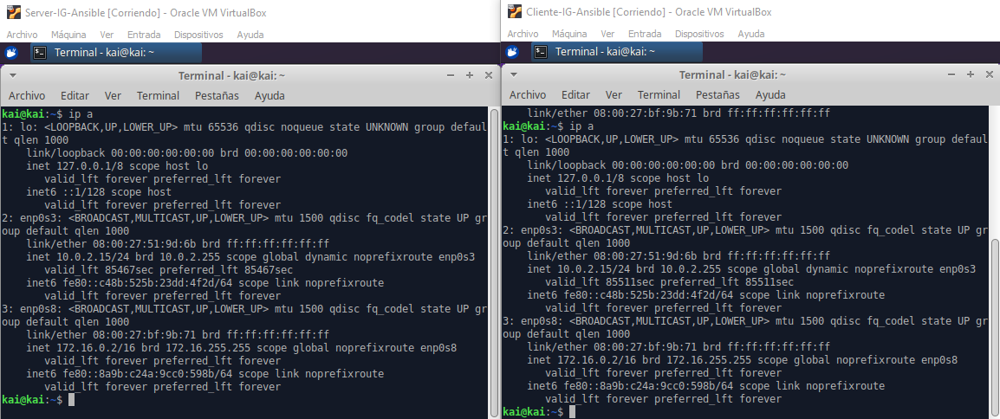 Server-IG-Ansible [Corriendo] - Oracle VM VirtualBox
Archivo Máquina Ver Entrada Dispositivos Ayuda
Terminal - kai@kai: ~
Terminal - kai@kai: ~
Archivo Editar Ver Terminal Pestañas Ayuda
kai@kai:~$ ip a
1: lo: <LOOPBACK,UP,LOWER_UP> mtu 65536 qdisc noqueue state UNKNOWN group defaul
t qlen 1000
link/loopback 00:00:00:00:00:00 brd 00:00:00:00:00:00
inet 127.0.0.1/8 scope host lo
valid_lft forever preferred_lft forever
inet6 ::1/128 scope host
valid_lft forever preferred_lft forever
2: enp0s3: <BROADCAST,MULTICAST,UP,LOWER_UP> mtu 1500 qdisc fq_codel state UP gr
oup default qlen 1000
link/ether 08:00:27:51:9d:6b brd ff:ff:ff:ff:ff:ff
inet 10.0.2.15/24 brd 10.0.2.255 scope global dynamic noprefixroute enp0s3
valid_lft 85467sec preferred_lft 85467sec
inet6 fe80::c48b:525b:23dd:4f2d/64 scope link noprefixroute
valid_lft forever preferred_lft forever
3: enp0s8: <BROADCAST,MULTICAST,UP,LOWER_UP> mtu 1500 qdisc fq_codel state UP gr
oup default qlen 1000
link/ether 08:00:27:bf:9b:71 brd ff:ff:ff:ff:ff:ff
inet 172.16.0.2/16 brd 172.16.255.255 scope global noprefixroute enp0s8
valid_lft forever preferred_lft forever
inet6 fe80::8a9b:c24a:9cc0:598b/64 scope link noprefixroute
valid_lft forever preferred_lft forever
kai@kai:~$
Cliente-IG-Ansible [Corriendo] - Oracle VM VirtualBox
Archivo Máquina Ver Entrada Dispositivos Ayuda
Terminal - kai@kai: ~
Terminal - kai@kai: ~
Archivo Editar Ver Terminal Pestañas Ayuda
link/ether 08:00:27:bf:9b:71 brd ff:ff:ff:ff:ff:ff
kai@kai:~$ ip a
1: lo: <LOOPBACK,UP,LOWER_UP> mtu 65536 qdisc noqueue state UNKNOWN group defaul
t qlen 1000
link/loopback 00:00:00:00:00:00 brd 00:00:00:00:00:00
inet 127.0.0.1/8 scope host lo
valid_lft forever preferred_lft forever
inet6 ::1/128 scope host
valid_lft forever preferred_lft forever
2: enp0s3: <BROADCAST,MULTICAST,UP,LOWER_UP> mtu 1500 qdisc fq_codel state UP gr
oup default qlen 1000
link/ether 08:00:27:51:9d:6b brd ff:ff:ff:ff:ff:ff
inet 10.0.2.15/24 brd 10.0.2.255 scope global dynamic noprefixroute enp0s3
valid_lft 85511sec preferred_lft 85511sec
inet6 fe80::c48b:525b:23dd:4f2d/64 scope link noprefixroute
valid_lft forever preferred_lft forever
3: enp0s8: <BROADCAST,MULTICAST,UP,LOWER_UP> mtu 1500 qdisc fq_codel state UP gr
oup default qlen 1000
link/ether 08:00:27:bf:9b:71 brd ff:ff:ff:ff:ff:ff
inet 172.16.0.2/16 brd 172.16.255.255 scope global noprefixroute enp0s8
valid_lft forever preferred_lft forever
inet6 fe80::8a9b:c24a:9cc0:598b/64 scope link noprefixroute
valid_lft forever preferred_lft forever
kai@kai:~$